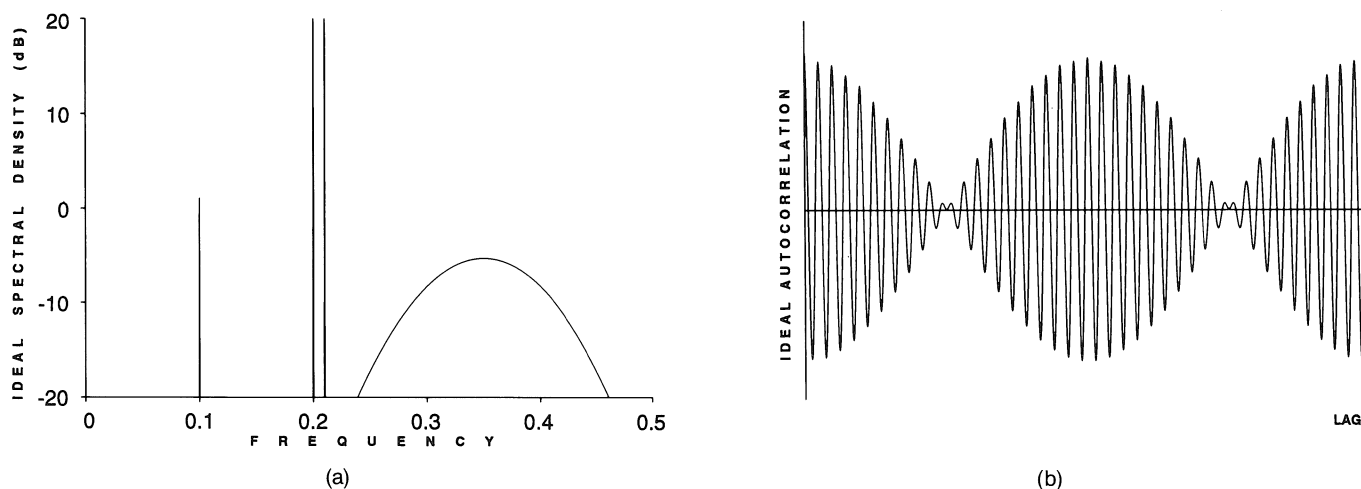 20
10
0
-10
-20
IDEAL SPECTRAL DENSITY (dB)
0 0.1 0.2 0.3 0.4 0.5
FREQUENCY
(a)
IDEAL AUTOCORRELATION
LAG
(b)